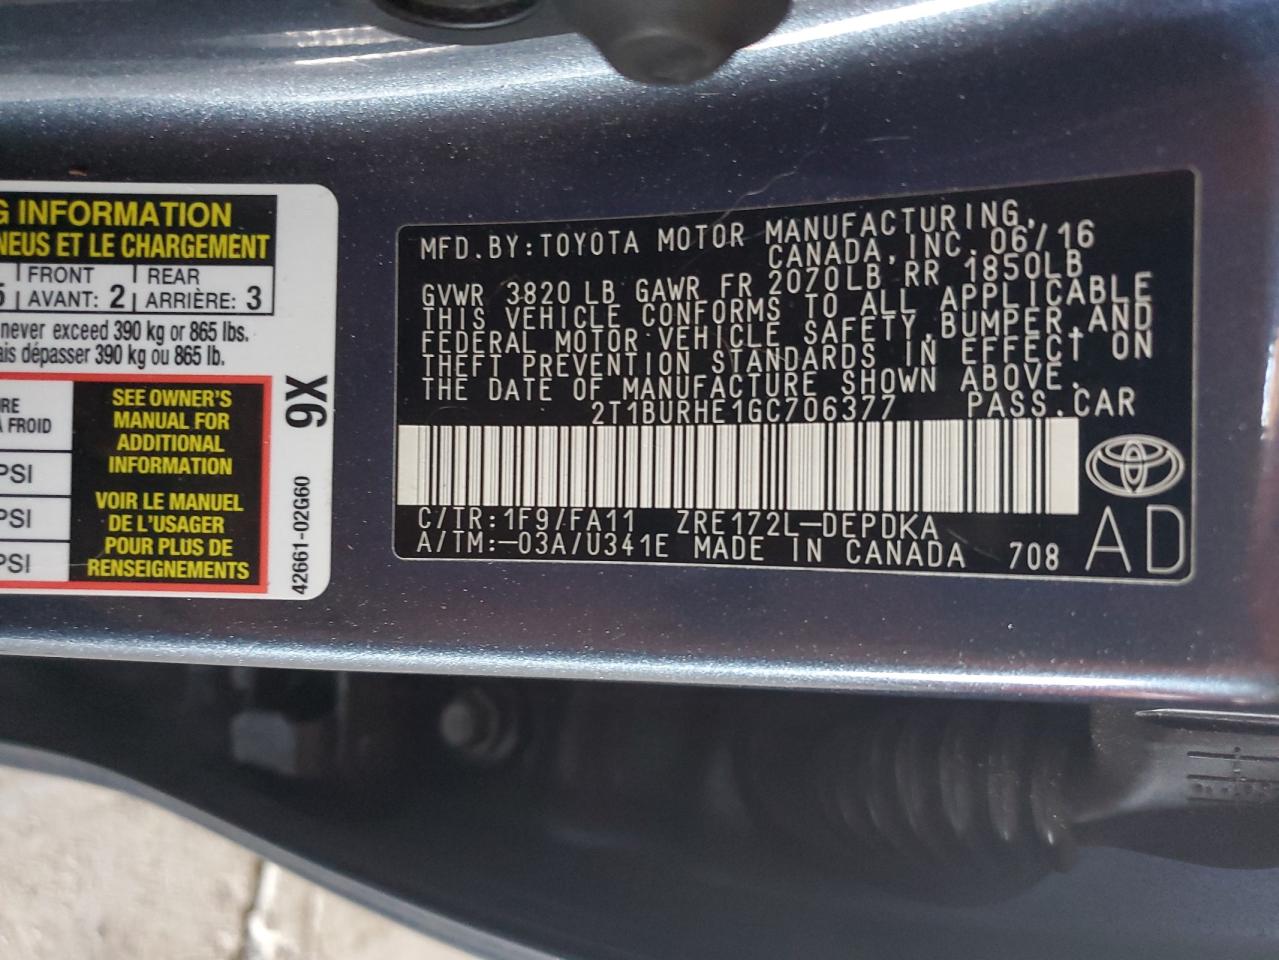 G INFORMATION
NEUS ET LE CHARGEMENT
5 FRONT AVANT: 2 REAR ARRIÈRE: 3
never exceed 390 kg or 865 lbs.
ais dépasser 390 kg ou 865 lb.
RE
A FROID
PSI
PSI
PSI
SEE OWNER'S
MANUAL FOR
ADDITIONAL
INFORMATION
VOIR LE MANUEL
DE L'USAGER
POUR PLUS DE
RENSEIGNEMENTS
9X
42661-02G60
MFD.BY:TOYOTA MOTOR MANUFACTURING,
CANADA,INC.06/16
GVWR 3820 LB GAWR FR 2070LB RR 1850LB
THIS VEHICLE CONFORMS TO ALL APPLICABLE
FEDERAL MOTOR VEHICLE SAFETY,BUMPER,AND
THEFT PREVENTION STANDARDS IN EFFECT ON
THE DATE OF MANUFACTURE SHOWN ABOVE.
2T1BURHE1GC706377 PASS.CAR
C/TR:1F9/FA11 ZRE172L-DEPDKA
A/TM:-03A/U341E MADE IN CANADA 708
AD